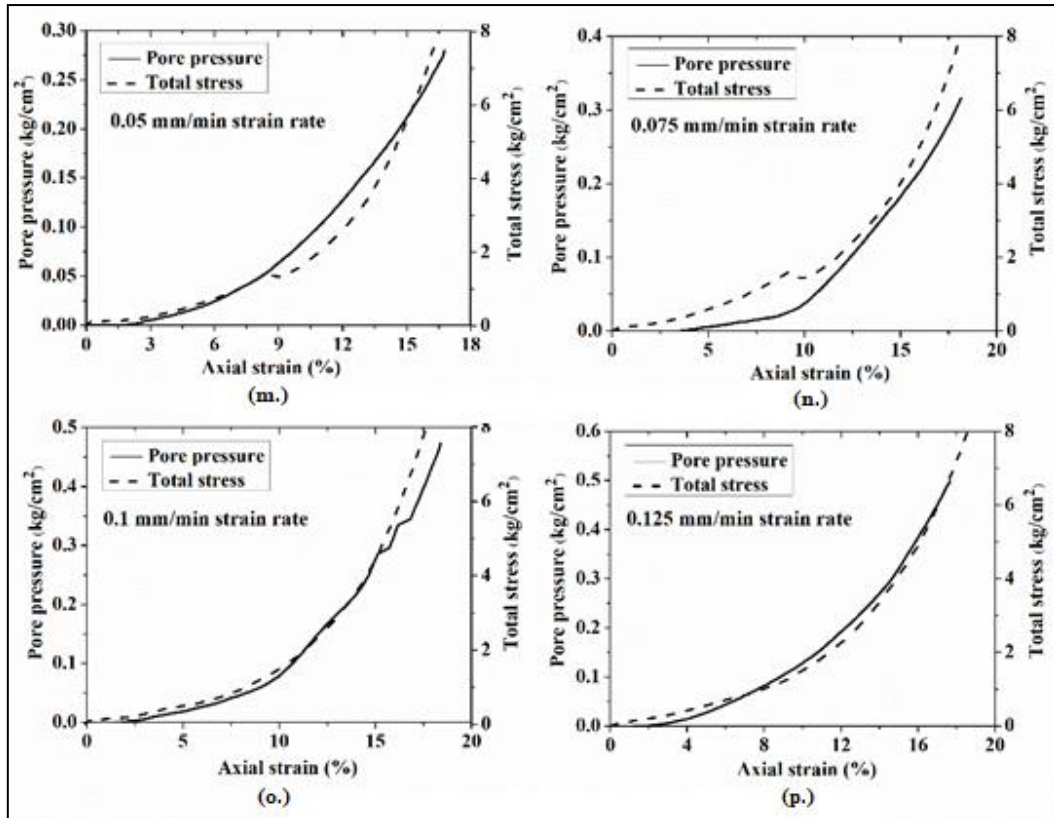 Pore pressure
Total stress
0.05 mm/min strain rate
Pore pressure (kg/cm²)
0.30
0.25
0.20
0.15
0.10
0.05
0.00
8
6
4
2
0
Total stress (kg/cm²)
0 3 6 9 12 15 18
Axial strain (%)
(m.)
Pore pressure
Total stress
0.075 mm/min strain rate
Pore pressure (kg/cm²)
0.4
0.3
0.2
0.1
0.0
8
6
4
2
0
Total stress (kg/cm²)
0 5 10 15 20
Axial strain (%)
(n.)
Pore pressure
Total stress
0.1 mm/min strain rate
Pore pressure (kg/cm²)
0.5
0.4
0.3
0.2
0.1
0.0
8
6
4
2
0
Total stress (kg/cm²)
0 5 10 15 20
Axial strain (%)
(o.)
Pore pressure
Total stress
0.125 mm/min strain rate
Pore pressure (kg/cm²)
0.6
0.5
0.4
0.3
0.2
0.1
0.0
8
6
4
2
0
Total stress (kg/cm²)
0 4 8 12 16 20
Axial strain (%)
(p.)